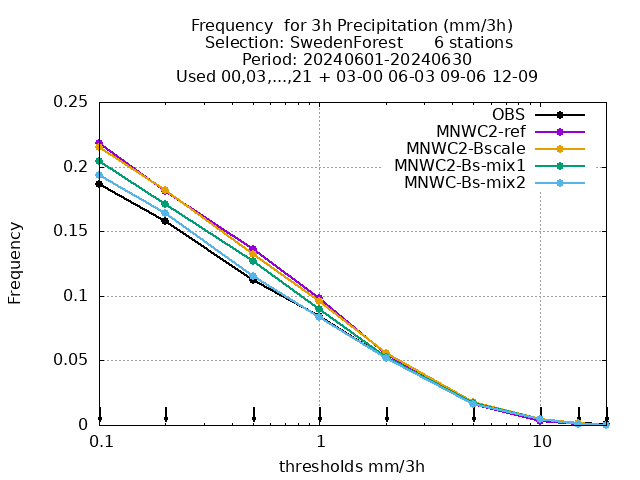 Frequency  for 3h Precipitation (mm/3h)
Selection: SwedenForest      6 stations
Period: 20240601-20240630
Used 00,03,...,21 + 03-00 06-03 09-06 12-09
0.25
0.2
0.15
0.1
0.05
0
Frequency
OBS
MNWC2-ref
MNWC2-Bscale
MNWC2-Bs-mix1
MNWC-Bs-mix2
0.1 1 10
thresholds mm/3h